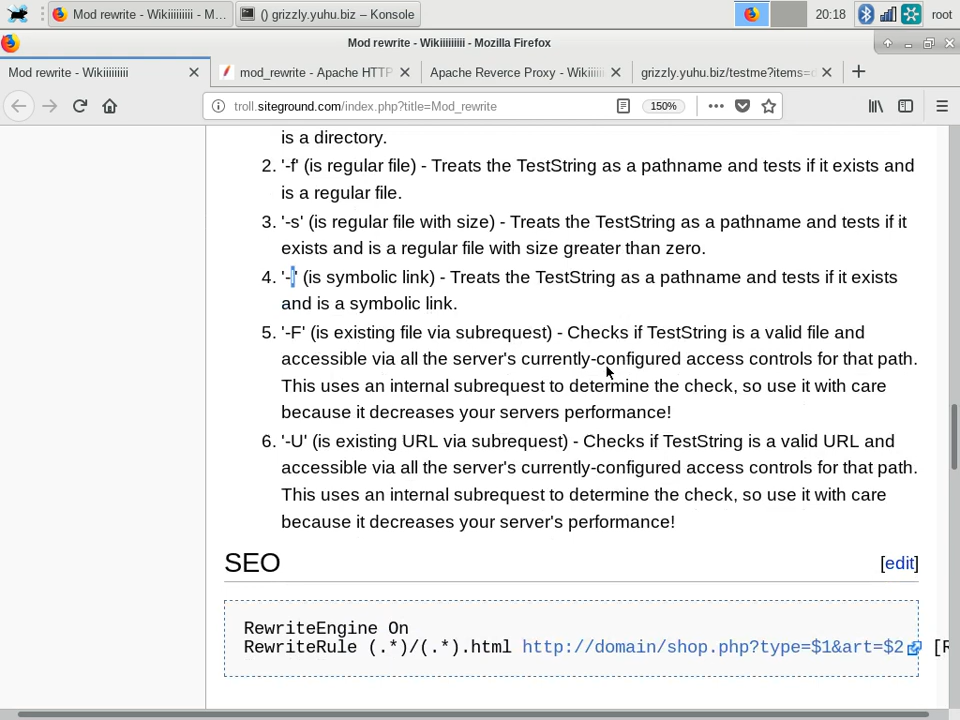 Mod rewrite - Wikiiiiiiiii - M...
() grizzly.yuhu.biz – Konsole
20:18
root
Mod rewrite - Wikiiiiiiiii - Mozilla Firefox
Mod rewrite - Wikiiiiiiiii
mod_rewrite - Apache HTTP
Apache Reverce Proxy - Wikiiiii
grizzly.yuhu.biz/testme?items=
troll.siteground.com/index.php?title=Mod_rewrite
150%
is a directory.
2. '-f' (is regular file) - Treats the TestString as a pathname and tests if it exists and
is a regular file.
3. '-s' (is regular file with size) - Treats the TestString as a pathname and tests if it
exists and is a regular file with size greater than zero.
4. '-l' (is symbolic link) - Treats the TestString as a pathname and tests if it exists
and is a symbolic link.
5. '-F' (is existing file via subrequest) - Checks if TestString is a valid file and
accessible via all the server's currently-configured access controls for that path.
This uses an internal subrequest to determine the check, so use it with care
because it decreases your servers performance!
6. '-U' (is existing URL via subrequest) - Checks if TestString is a valid URL and
accessible via all the server's currently-configured access controls for that path.
This uses an internal subrequest to determine the check, so use it with care
because it decreases your server's performance!
SEO
[edit]
RewriteEngine On
RewriteRule (.*)/(.*).html http://domain/shop.php?type=$1&art=$2 [R